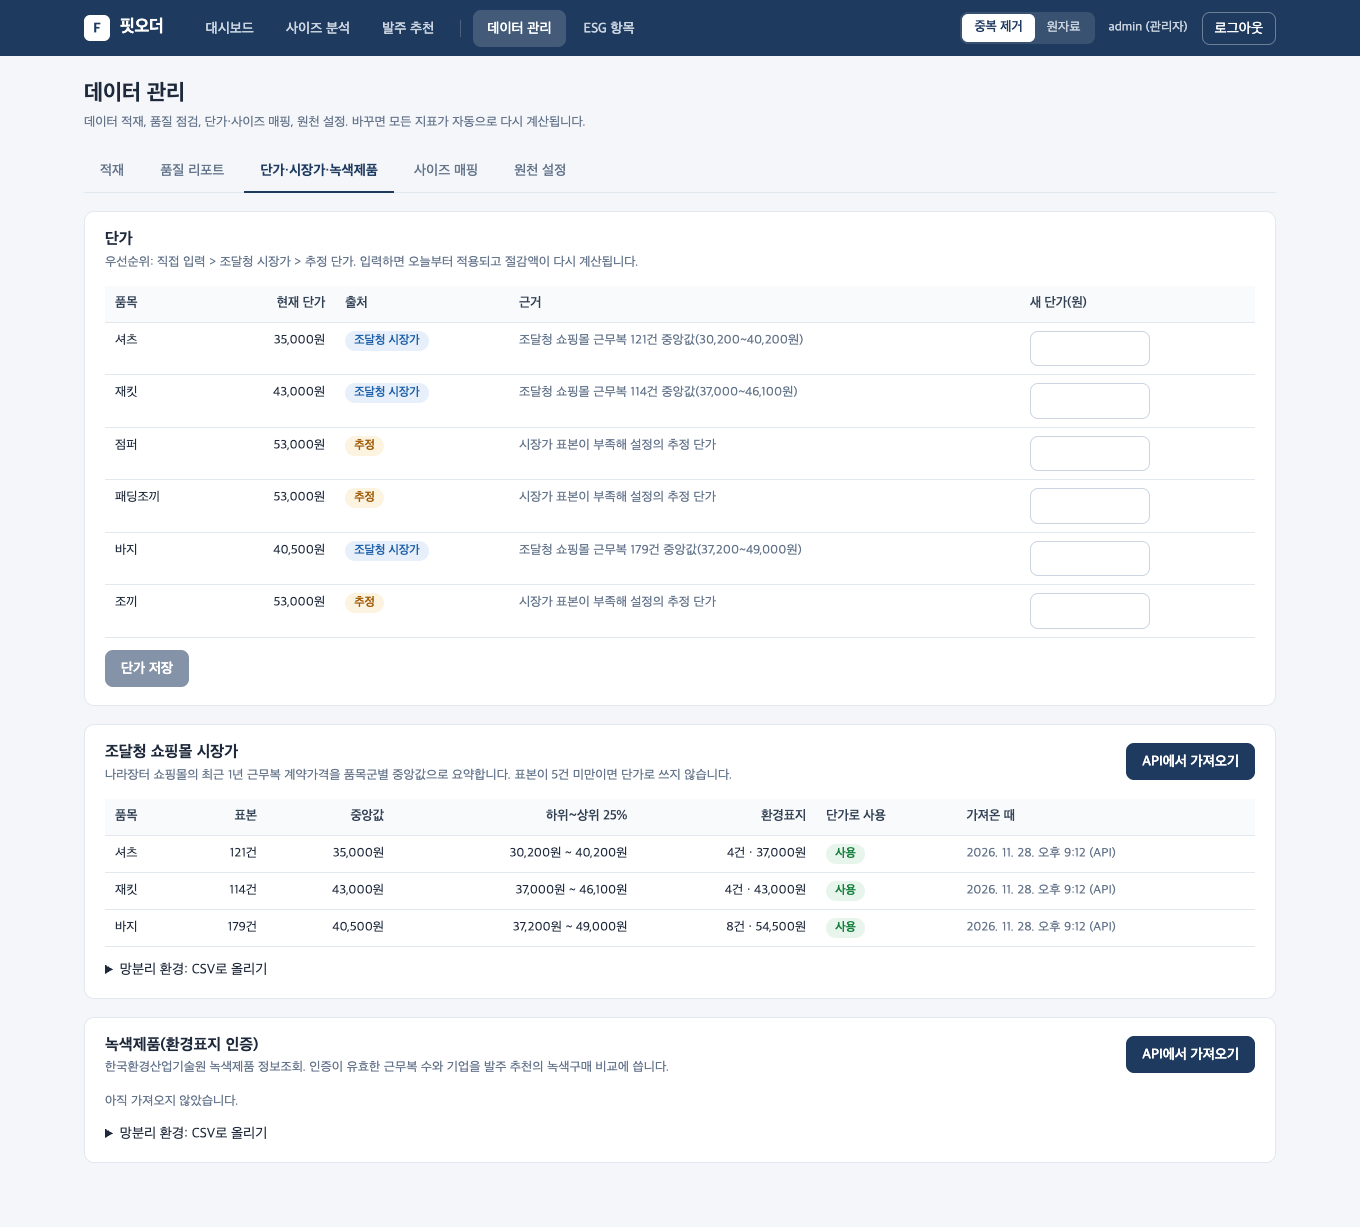 F 핏오더 대시보드 사이즈 분석 발주 추천 데이터 관리 ESG 항목 중복 제거 원자료 admin (관리자) 로그아웃
데이터 관리
데이터 적재, 품질 점검, 단가·사이즈 매핑, 원천 설정. 바꾸면 모든 지표가 자동으로 다시 계산됩니다.
적재 품질 리포트 단가·시장가·녹색제품 사이즈 매핑 원천 설정
단가
우선순위: 직접 입력 > 조달청 시장가 > 추정 단가. 입력하면 오늘부터 적용되고 절감액이 다시 계산됩니다.
품목 현재 단가 출처 근거 새 단가(원)
셔츠 35,000원 조달청 시장가 조달청 쇼핑몰 근무복 121건 중앙값(30,200~40,200원)
재킷 43,000원 조달청 시장가 조달청 쇼핑몰 근무복 114건 중앙값(37,000~46,100원)
점퍼 53,000원 추정 시장가 표본이 부족해 설정의 추정 단가
패딩조끼 53,000원 추정 시장가 표본이 부족해 설정의 추정 단가
바지 40,500원 조달청 시장가 조달청 쇼핑몰 근무복 179건 중앙값(37,200~49,000원)
조끼 53,000원 추정 시장가 표본이 부족해 설정의 추정 단가
단가 저장
조달청 쇼핑몰 시장가
나라장터 쇼핑몰의 최근 1년 근무복 계약가격을 품목군별 중앙값으로 요약합니다. 표본이 5건 미만이면 단가로 쓰지 않습니다.
API에서 가져오기
품목 표본 중앙값 하위~상위 25% 환경표지 단가로 사용 가져온 때
셔츠 121건 35,000원 30,200원 ~ 40,200원 4건 · 37,000원 사용 2026. 11. 28. 오후 9:12 (API)
재킷 114건 43,000원 37,000원 ~ 46,100원 4건 · 43,000원 사용 2026. 11. 28. 오후 9:12 (API)
바지 179건 40,500원 37,200원 ~ 49,000원 8건 · 54,500원 사용 2026. 11. 28. 오후 9:12 (API)
▶ 망분리 환경: CSV로 올리기
녹색제품(환경표지 인증)
한국환경산업기술원 녹색제품 정보조회. 인증이 유효한 근무복 수와 기업을 발주 추천의 녹색구매 비교에 씁니다.
API에서 가져오기
아직 가져오지 않았습니다.
▶ 망분리 환경: CSV로 올리기